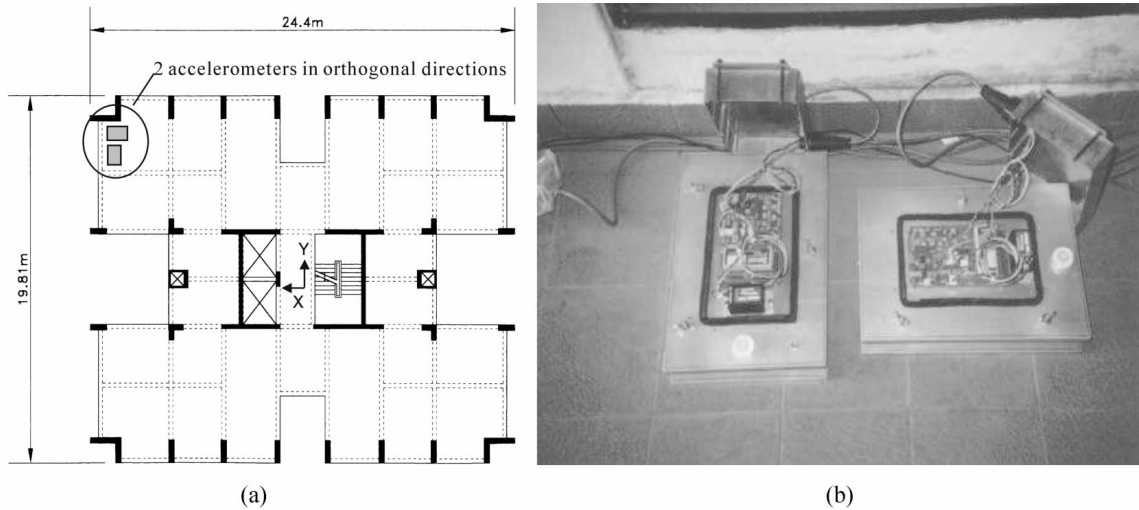 24.4m
2 accelerometers in orthogonal directions
19.81m
Y
X
(a)
(b)